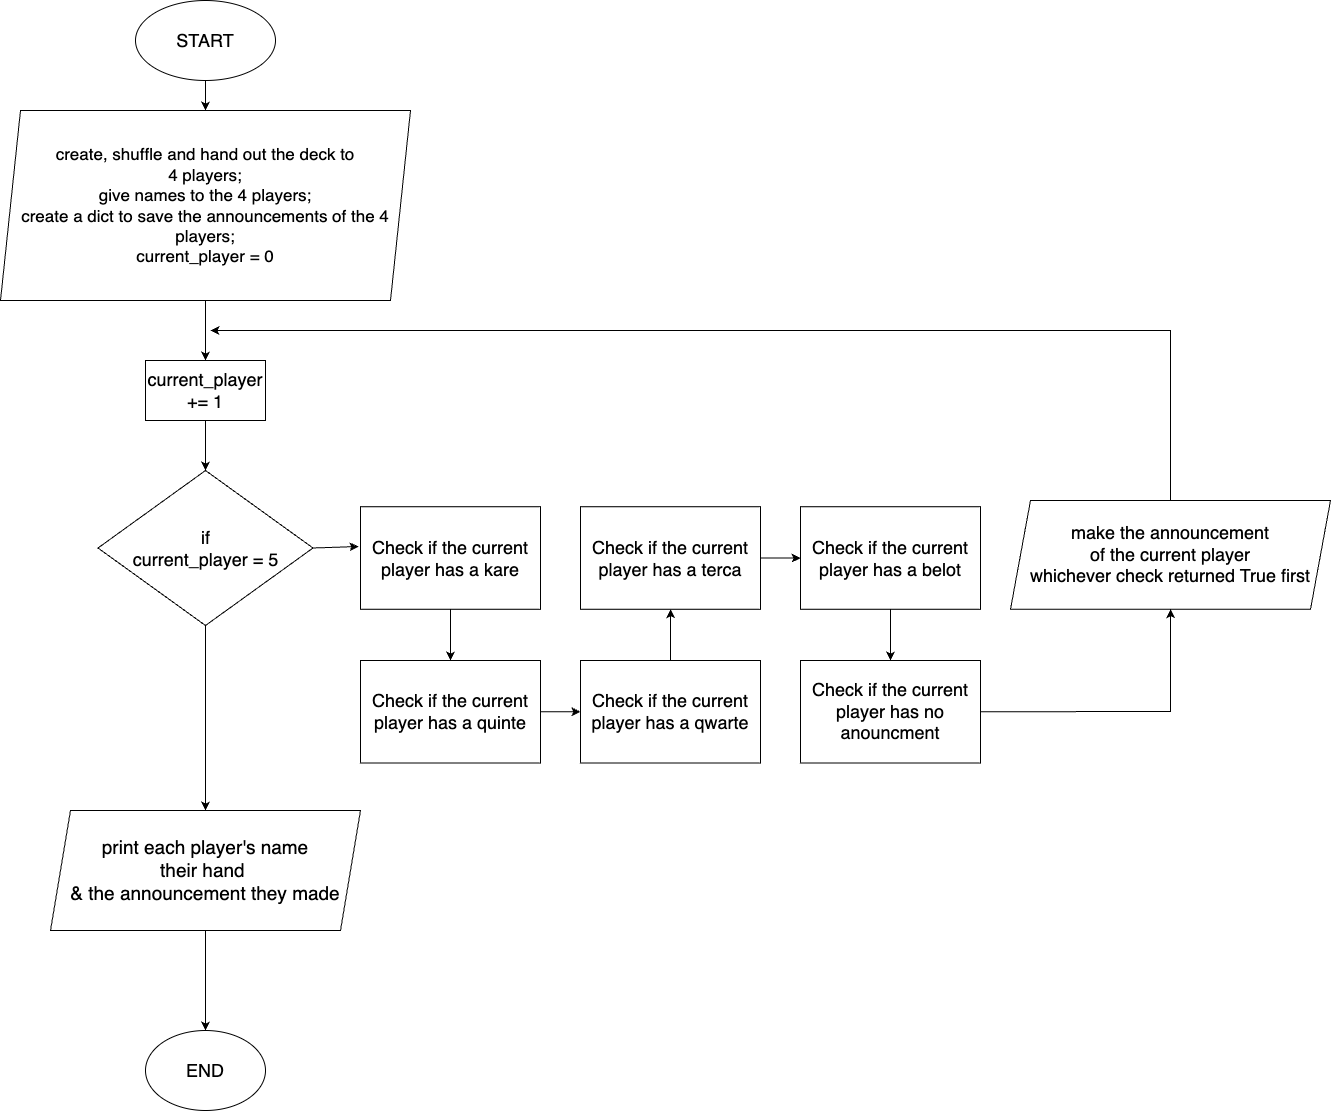 START
create, shuffle and hand out the deck to
4 players;
give names to the 4 players;
create a dict to save the announcements of the 4
players;
current_player = 0
current_player
+= 1
if
current_player = 5
Check if the current
player has a kare
Check if the current
player has a quinte
Check if the current
player has a qwarte
Check if the current
player has a terca
Check if the current
player has a belot
Check if the current
player has no
anouncment
make the announcement
of the current player
whichever check returned True first
print each player's name
their hand
& the announcement they made
END